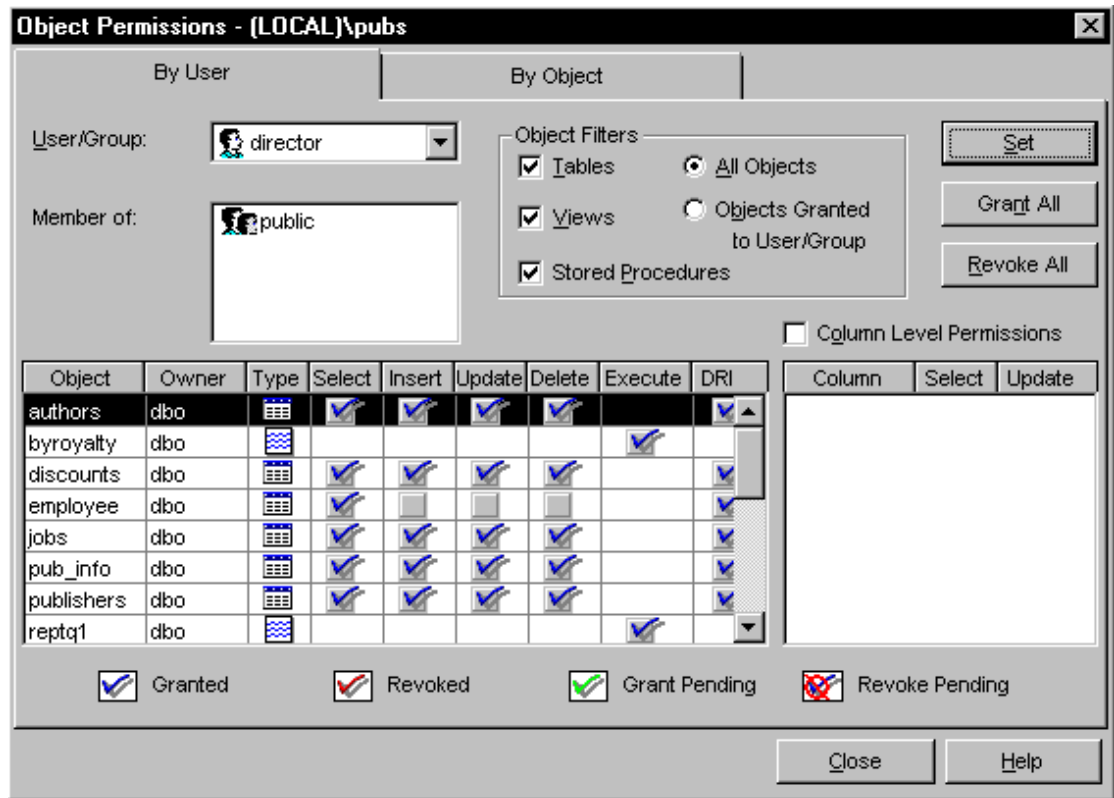 Object Permissions - (LOCAL)\pubs
By User
By Object
User/Group:
director
Member of:
public
Object Filters
Tables
All Objects
Views
Objects Granted
to User/Group
Stored Procedures
Set
Grant All
Revoke All
Column Level Permissions
Object Owner Type Select Insert Update Delete Execute DRI
authors dbo
byroyalty dbo
discounts dbo
employee dbo
jobs dbo
pub_info dbo
publishers dbo
reptq1 dbo
Column Select Update
Granted Revoked Grant Pending Revoke Pending
Close Help